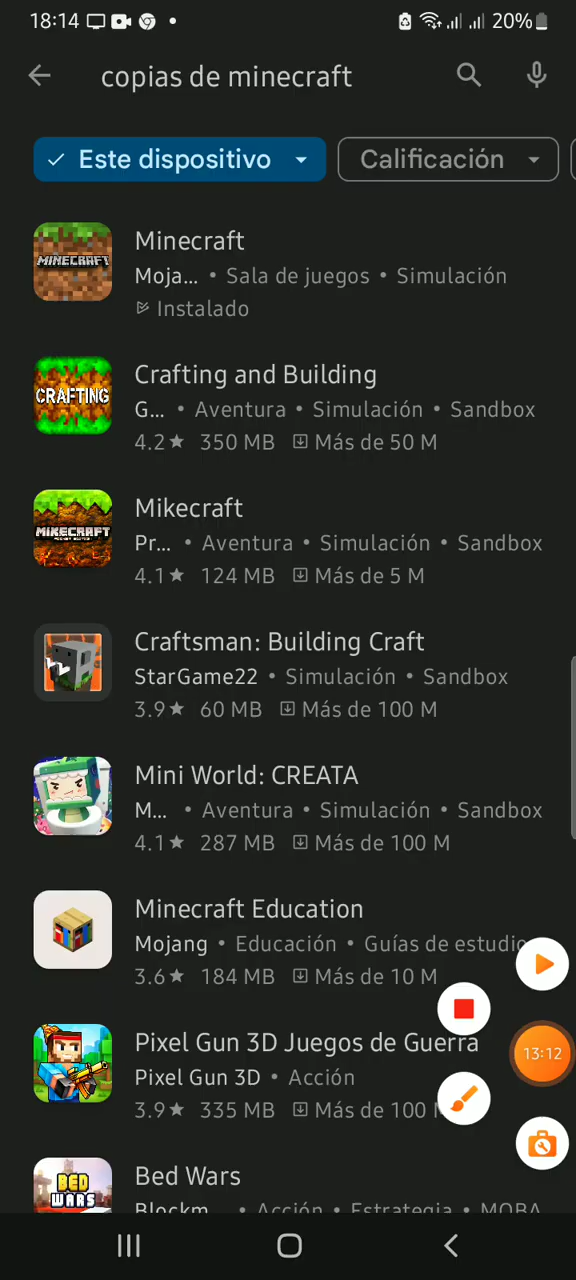 18:14 20%
copias de minecraft
Este dispositivo Calificación
MINECRAFT
Minecraft
Moja... • Sala de juegos • Simulación
Instalado
CRAFTING
Crafting and Building
G... • Aventura • Simulación • Sandbox
4.2★ 350 MB Más de 50 M
MIKECRAFT
Mikecraft
Pr... • Aventura • Simulación • Sandbox
4.1★ 124 MB Más de 5 M
Craftsman: Building Craft
StarGame22 • Simulación • Sandbox
3.9★ 60 MB Más de 100 M
Mini World: CREATA
M... • Aventura • Simulación • Sandbox
4.1★ 287 MB Más de 100 M
Minecraft Education
Mojang • Educación • Guías de estudio
3.6★ 184 MB Más de 10 M
Pixel Gun 3D Juegos de Guerra
Pixel Gun 3D • Acción
3.9★ 335 MB Más de 100 M
13:12
BED WARS
Bed Wars
Blockm... • Acción • Estrategia • MOBA